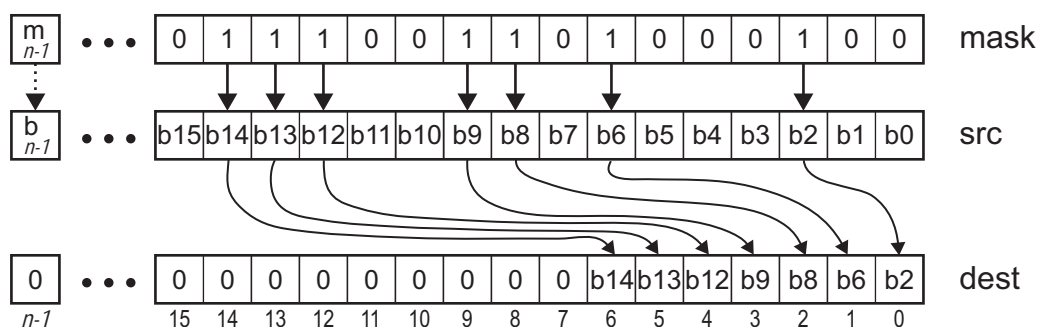 m n-1 • • • 0 1 1 1 0 0 1 1 0 1 0 0 0 1 0 0 mask
b n-1 • • • b15 b14 b13 b12 b11 b10 b9 b8 b7 b6 b5 b4 b3 b2 b1 b0 src
0 • • • 0 0 0 0 0 0 0 0 0 b14 b13 b12 b9 b8 b6 b2 dest
n-1 15 14 13 12 11 10 9 8 7 6 5 4 3 2 1 0